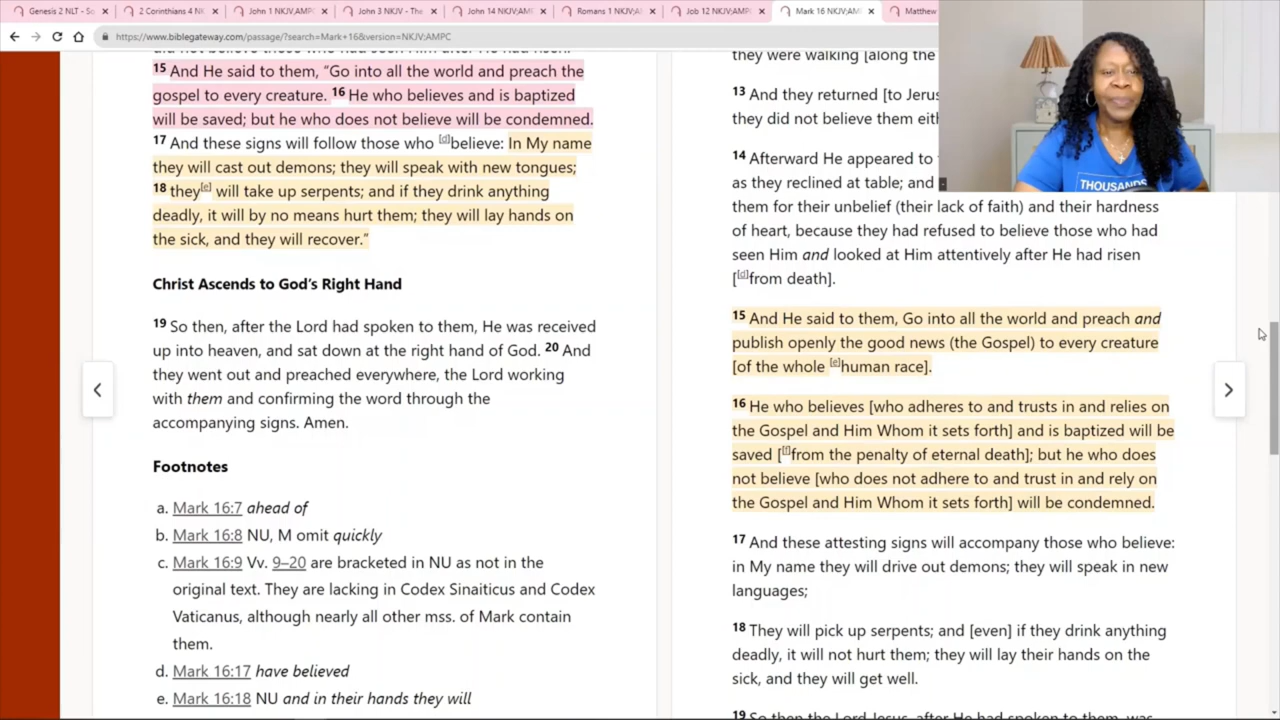 Genesis 2 NLT - S
2 Corinthians 4 NK
John 1 NKJV,AMPC
John 3 NKJV - The
John 14 NKJV;AM
Romans 1 NKJV;A
Job 12 NKJV;AMPC
Mark 16 NKJV;AM
Matthew
https://www.biblegateway.com/passage/?search=Mark+16&version=NKJV;AMPC
15 And He said to them, “Go into all the world and preach the
gospel to every creature. 16 He who believes and is baptized
will be saved; but he who does not believe will be condemned.
17 And these signs will follow those who [d]believe: In My name
they will cast out demons; they will speak with new tongues;
18 they[e] will take up serpents; and if they drink anything
deadly, it will by no means hurt them; they will lay hands on
the sick, and they will recover.”
Christ Ascends to God’s Right Hand
19 So then, after the Lord had spoken to them, He was received
up into heaven, and sat down at the right hand of God. 20 And
they went out and preached everywhere, the Lord working
with them and confirming the word through the
accompanying signs. Amen.
Footnotes
a. Mark 16:7 ahead of
b. Mark 16:8 NU, M omit quickly
c. Mark 16:9 Vv. 9–20 are bracketed in NU as not in the
original text. They are lacking in Codex Sinaiticus and Codex
Vaticanus, although nearly all other mss. of Mark contain
them.
d. Mark 16:17 have believed
e. Mark 16:18 NU and in their hands they will
they were walking [along the
13 And they returned [to Jerus
they did not believe them eith
14 Afterward He appeared to
as they reclined at table; and
them for their unbelief (their lack of faith) and their hardness
of heart, because they had refused to believe those who had
seen Him and looked at Him attentively after He had risen
[[d]from death].
15 And He said to them, Go into all the world and preach and
publish openly the good news (the Gospel) to every creature
[of the whole [e]human race].
16 He who believes [who adheres to and trusts in and relies on
the Gospel and Him Whom it sets forth] and is baptized will be
saved [[f]from the penalty of eternal death]; but he who does
not believe [who does not adhere to and trust in and rely on
the Gospel and Him Whom it sets forth] will be condemned.
17 And these attesting signs will accompany those who believe:
in My name they will drive out demons; they will speak in new
languages;
18 They will pick up serpents; and [even] if they drink anything
deadly, it will not hurt them; they will lay their hands on the
sick, and they will get well.
19 So then the Lord Jesus, after He had spoken to them, was
THOUSANDS